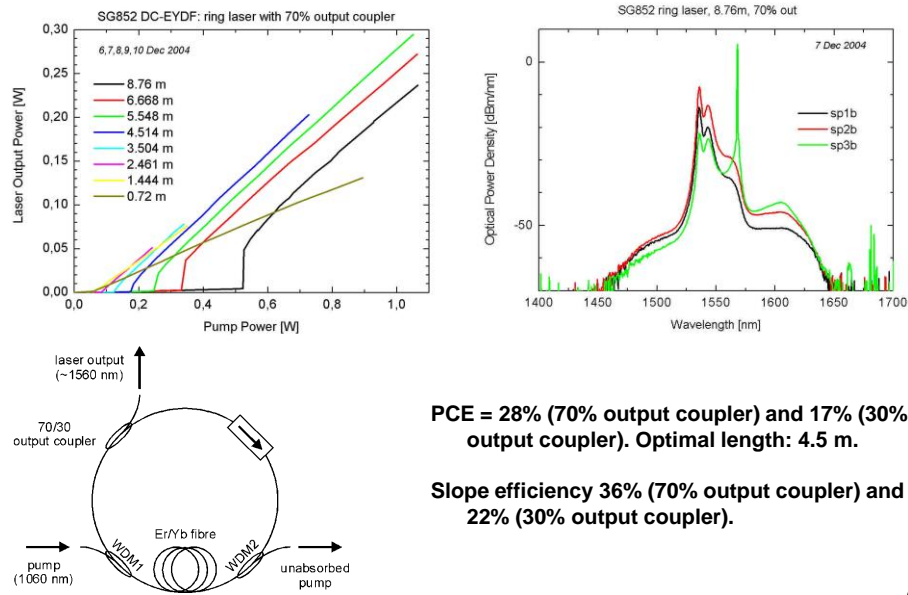 SG852 DC-EYDF: ring laser with 70% output coupler
0,30
0,25
0,20
0,15
0,10
0,05
0,00
Laser Output Power [W]
6,7,8,9,10 Dec 2004
8.76 m
6.668 m
5.548 m
4.514 m
3.504 m
2.461 m
1.444 m
0.72 m
0,0 0,2 0,4 0,6 0,8 1,0
Pump Power [W]
SG852 ring laser, 8.76m, 70% out
7 Dec 2004
0
-50
Optical Power Density [dBm/nm]
sp1b
sp2b
sp3b
1400 1450 1500 1550 1600 1650 1700
Wavelength [nm]
laser output
(~1560 nm)
70/30
output coupler
Er/Yb fibre
WDM1
WDM2
pump
(1060 nm)
unabsorbed
pump
PCE = 28% (70% output coupler) and 17% (30%
output coupler). Optimal length: 4.5 m.
Slope efficiency 36% (70% output coupler) and
22% (30% output coupler).